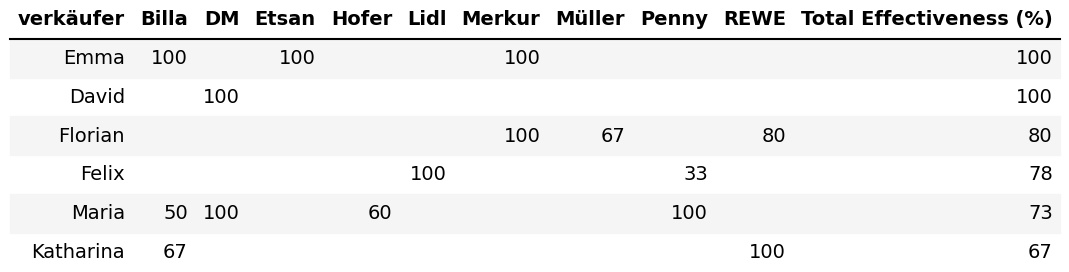 verkäufer Billa DM Etsan Hofer Lidl Merkur Müller Penny REWE Total Effectiveness (%)
Emma 100 100 100 100
David 100 100
Florian 100 67 80 80
Felix 100 33 78
Maria 50 100 60 100 73
Katharina 67 100 67